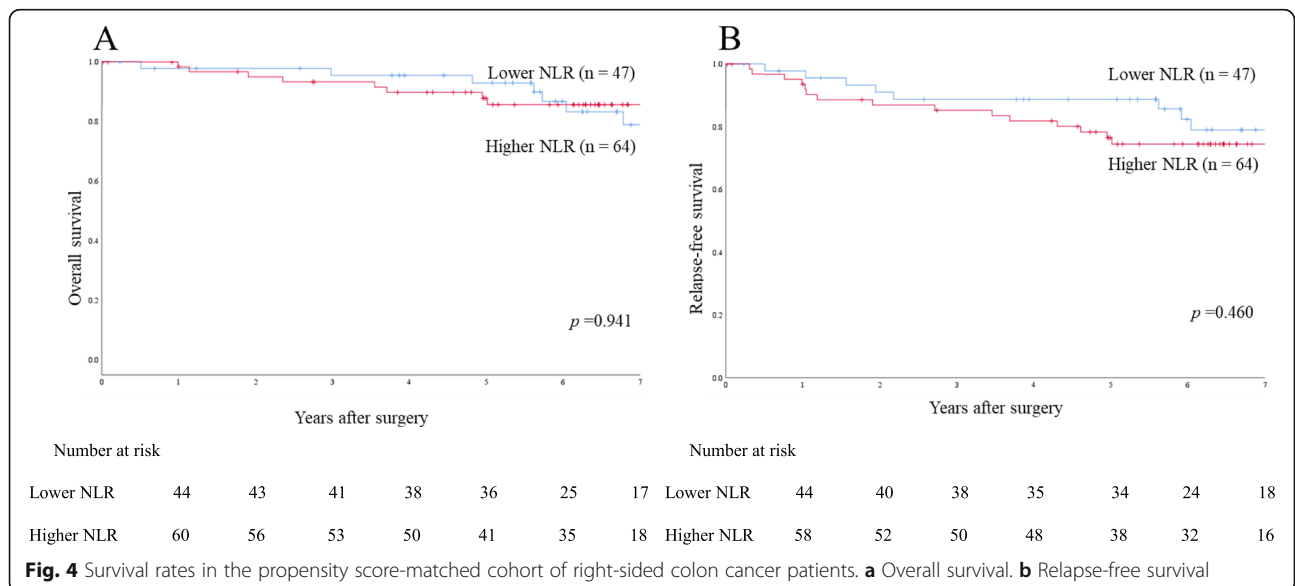 A
1.0
0.8
0.6
0.4
0.2
0.0
Overall survival
Lower NLR (n = 47)
Higher NLR (n = 64)
p =0.941
0 1 2 3 4 5 6 7
Years after surgery
B
1.0
0.8
0.6
0.4
0.2
0.0
Relapse-free survival
Lower NLR (n = 47)
Higher NLR (n = 64)
p =0.460
0 1 2 3 4 5 6 7
Years after surgery
Number at risk
Lower NLR 44 43 41 38 36 25 17
Higher NLR 60 56 53 50 41 35 18
Number at risk
Lower NLR 44 40 38 35 34 24 18
Higher NLR 58 52 50 48 38 32 16
Fig. 4 Survival rates in the propensity score-matched cohort of right-sided colon cancer patients. a Overall survival. b Relapse-free survival